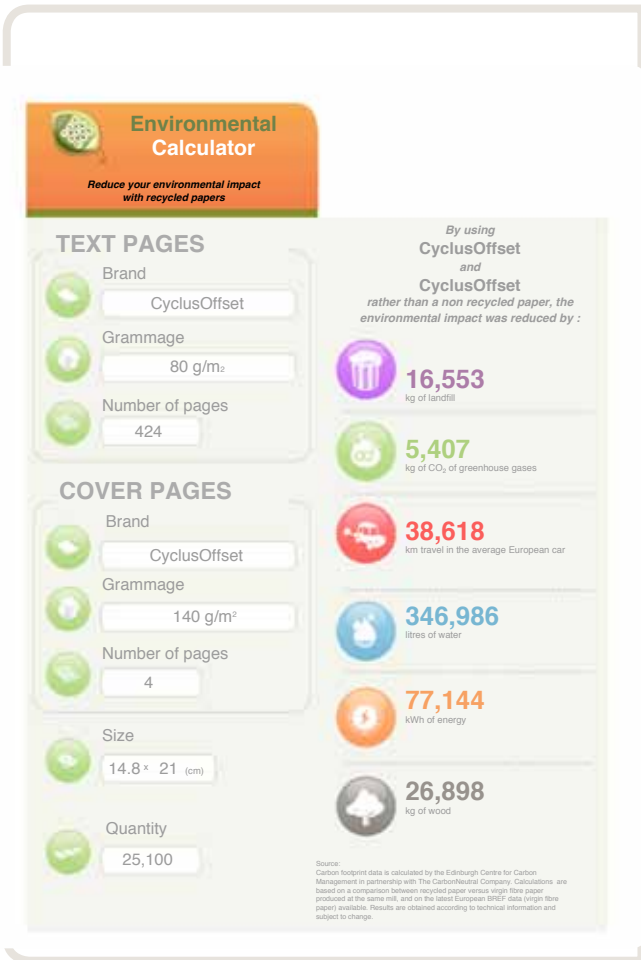 Environmental
Calculator
Reduce your environmental impact
with recycled papers
TEXT PAGES
Brand
CyclusOffset
Grammage
80 g/m2
Number of pages
424
COVER PAGES
Brand
CyclusOffset
Grammage
140 g/m²
Number of pages
4
Size
14.8 x 21 (cm)
Quantity
25,100
By using
CyclusOffset
and
CyclusOffset
rather than a non recycled paper, the
environmental impact was reduced by :
16,553
kg of landfill
5,407
kg of CO₂ of greenhouse gases
38,618
km travel in the average European car
346,986
litres of water
77,144
kWh of energy
26,898
kg of wood
Source:
Carbon footprint data is calculated by the Edinburgh Centre for Carbon
Management in partnership with The CarbonNeutral Company. Calculations are
based on a comparison between recycled paper versus virgin fibre paper
produced at the same mill, and on the latest European BREF data (virgin fibre
paper) available. Results are obtained according to technical information and
subject to change.